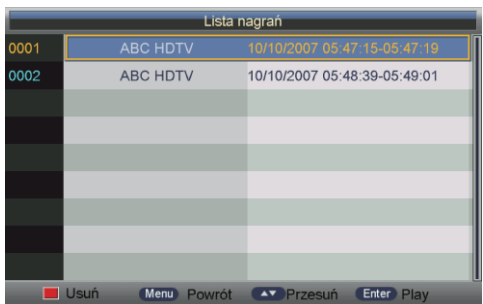 Lista nagrań
0001 ABC HDTV 10/10/2007 05:47:15-05:47:19
0002 ABC HDTV 10/10/2007 05:48:39-05:49:01
Usuń Menu Powrót Przesuń Enter Play